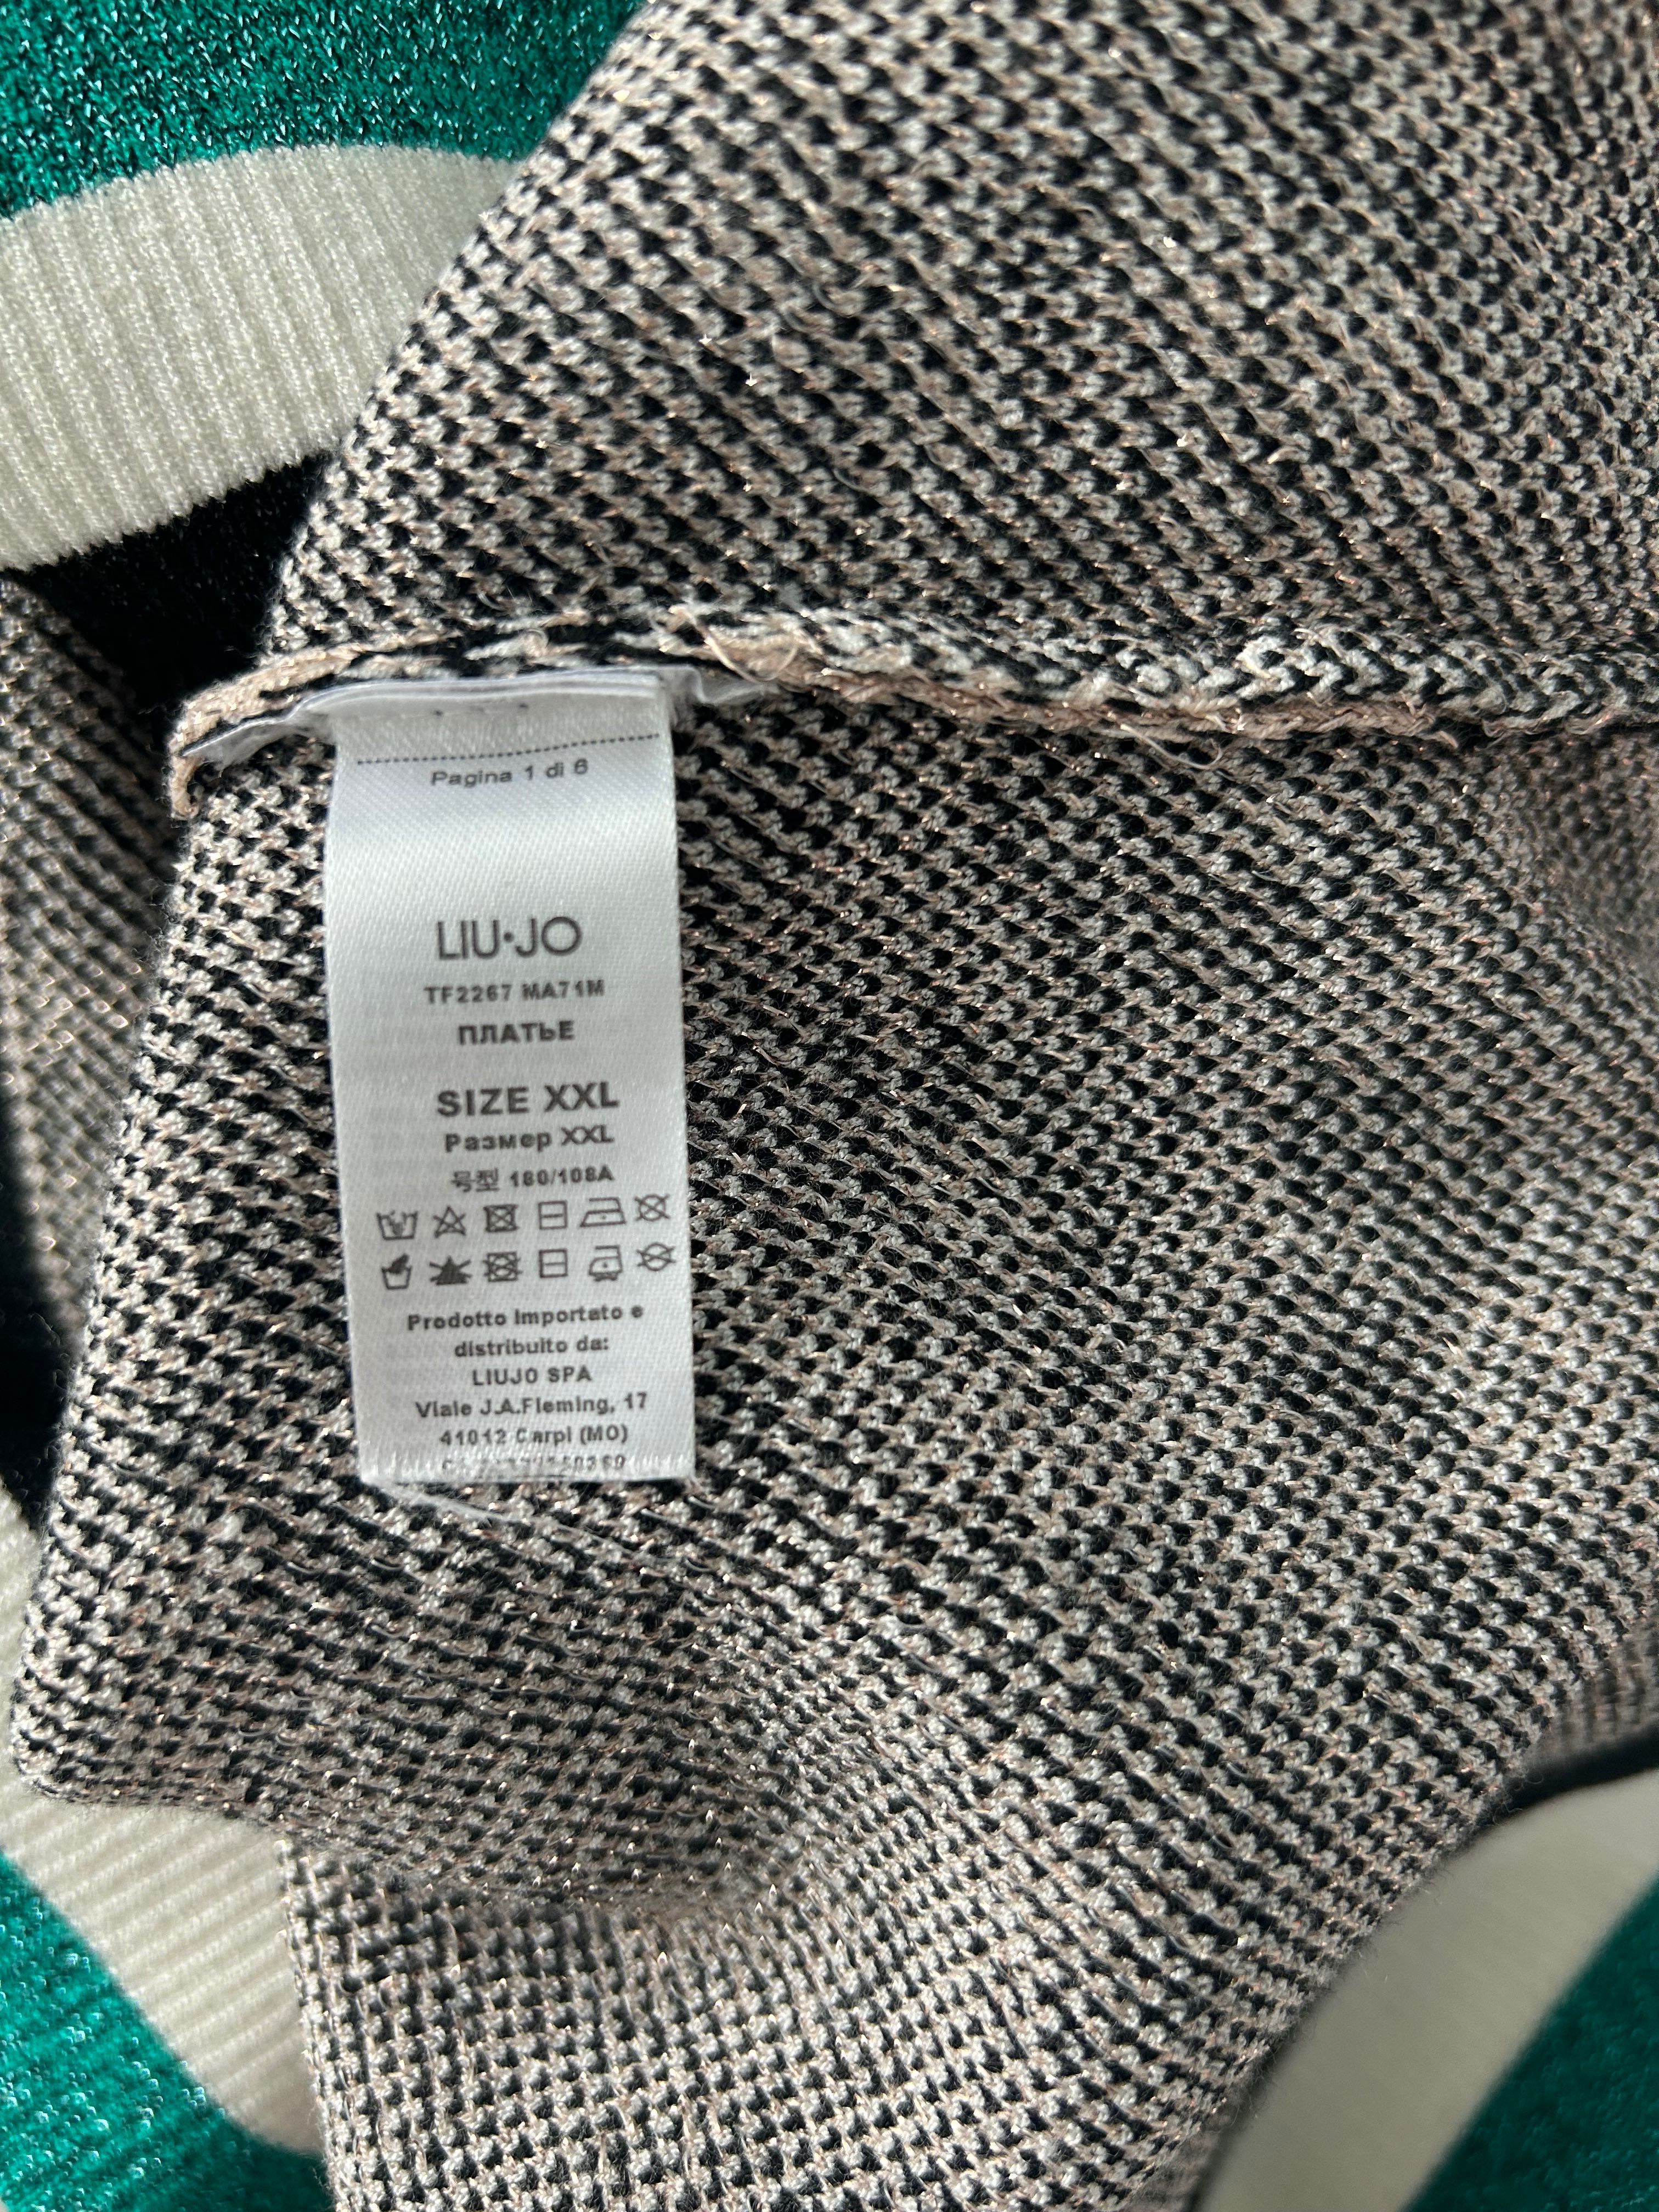 Pagina 1 di 6
LIU·JO
TF2267 MA71M
ПЛАТЬЕ
SIZE XXL
Размер XXL
号型 180/108A
Prodotto Importato e
distribuito da:
LIUJO SPA
Viale J.A.Fleming, 17
41012 Carpi (MO)